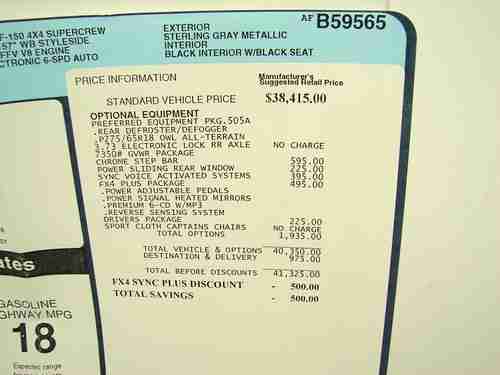 F-150 4X4 SUPERCREW
157" WB STYLESIDE
FFV V8 ENGINE
CTRONIC 6-SPD AUTO
EXTERIOR
STERLING GRAY METALLIC
INTERIOR
BLACK INTERIOR W/BLACK SEAT
AF B59565
PRICE INFORMATION
Manufacturer's
Suggested Retail Price
STANDARD VEHICLE PRICE $38,415.00
OPTIONAL EQUIPMENT
PREFERRED EQUIPMENT PKG.505A
.REAR DEFROSTER/DEFOGGER
.P275/65R18 OWL ALL-TERRAIN
3.73 ELECTRONIC LOCK RR AXLE NO CHARGE
7350# GVWR PACKAGE
CHROME STEP BAR 595.00
POWER SLIDING REAR WINDOW 225.00
SYNC VOICE ACTIVATED SYSTEMS 395.00
FX4 PLUS PACKAGE 495.00
.POWER ADJUSTABLE PEDALS
.POWER SIGNAL HEATED MIRRORS
.PREMIUM 6-CD W/MP3
.REVERSE SENSING SYSTEM
DRIVERS PACKAGE 225.00
SPORT CLOTH CAPTAINS CHAIRS NO CHARGE
TOTAL OPTIONS 1,935.00
TOTAL VEHICLE & OPTIONS 40,350.00
DESTINATION & DELIVERY 975.00
TOTAL BEFORE DISCOUNTS 41,325.00
FX4 SYNC PLUS DISCOUNT - 500.00
TOTAL SAVINGS - 500.00
ates
GASOLINE
GHWAY MPG
18
Expected range